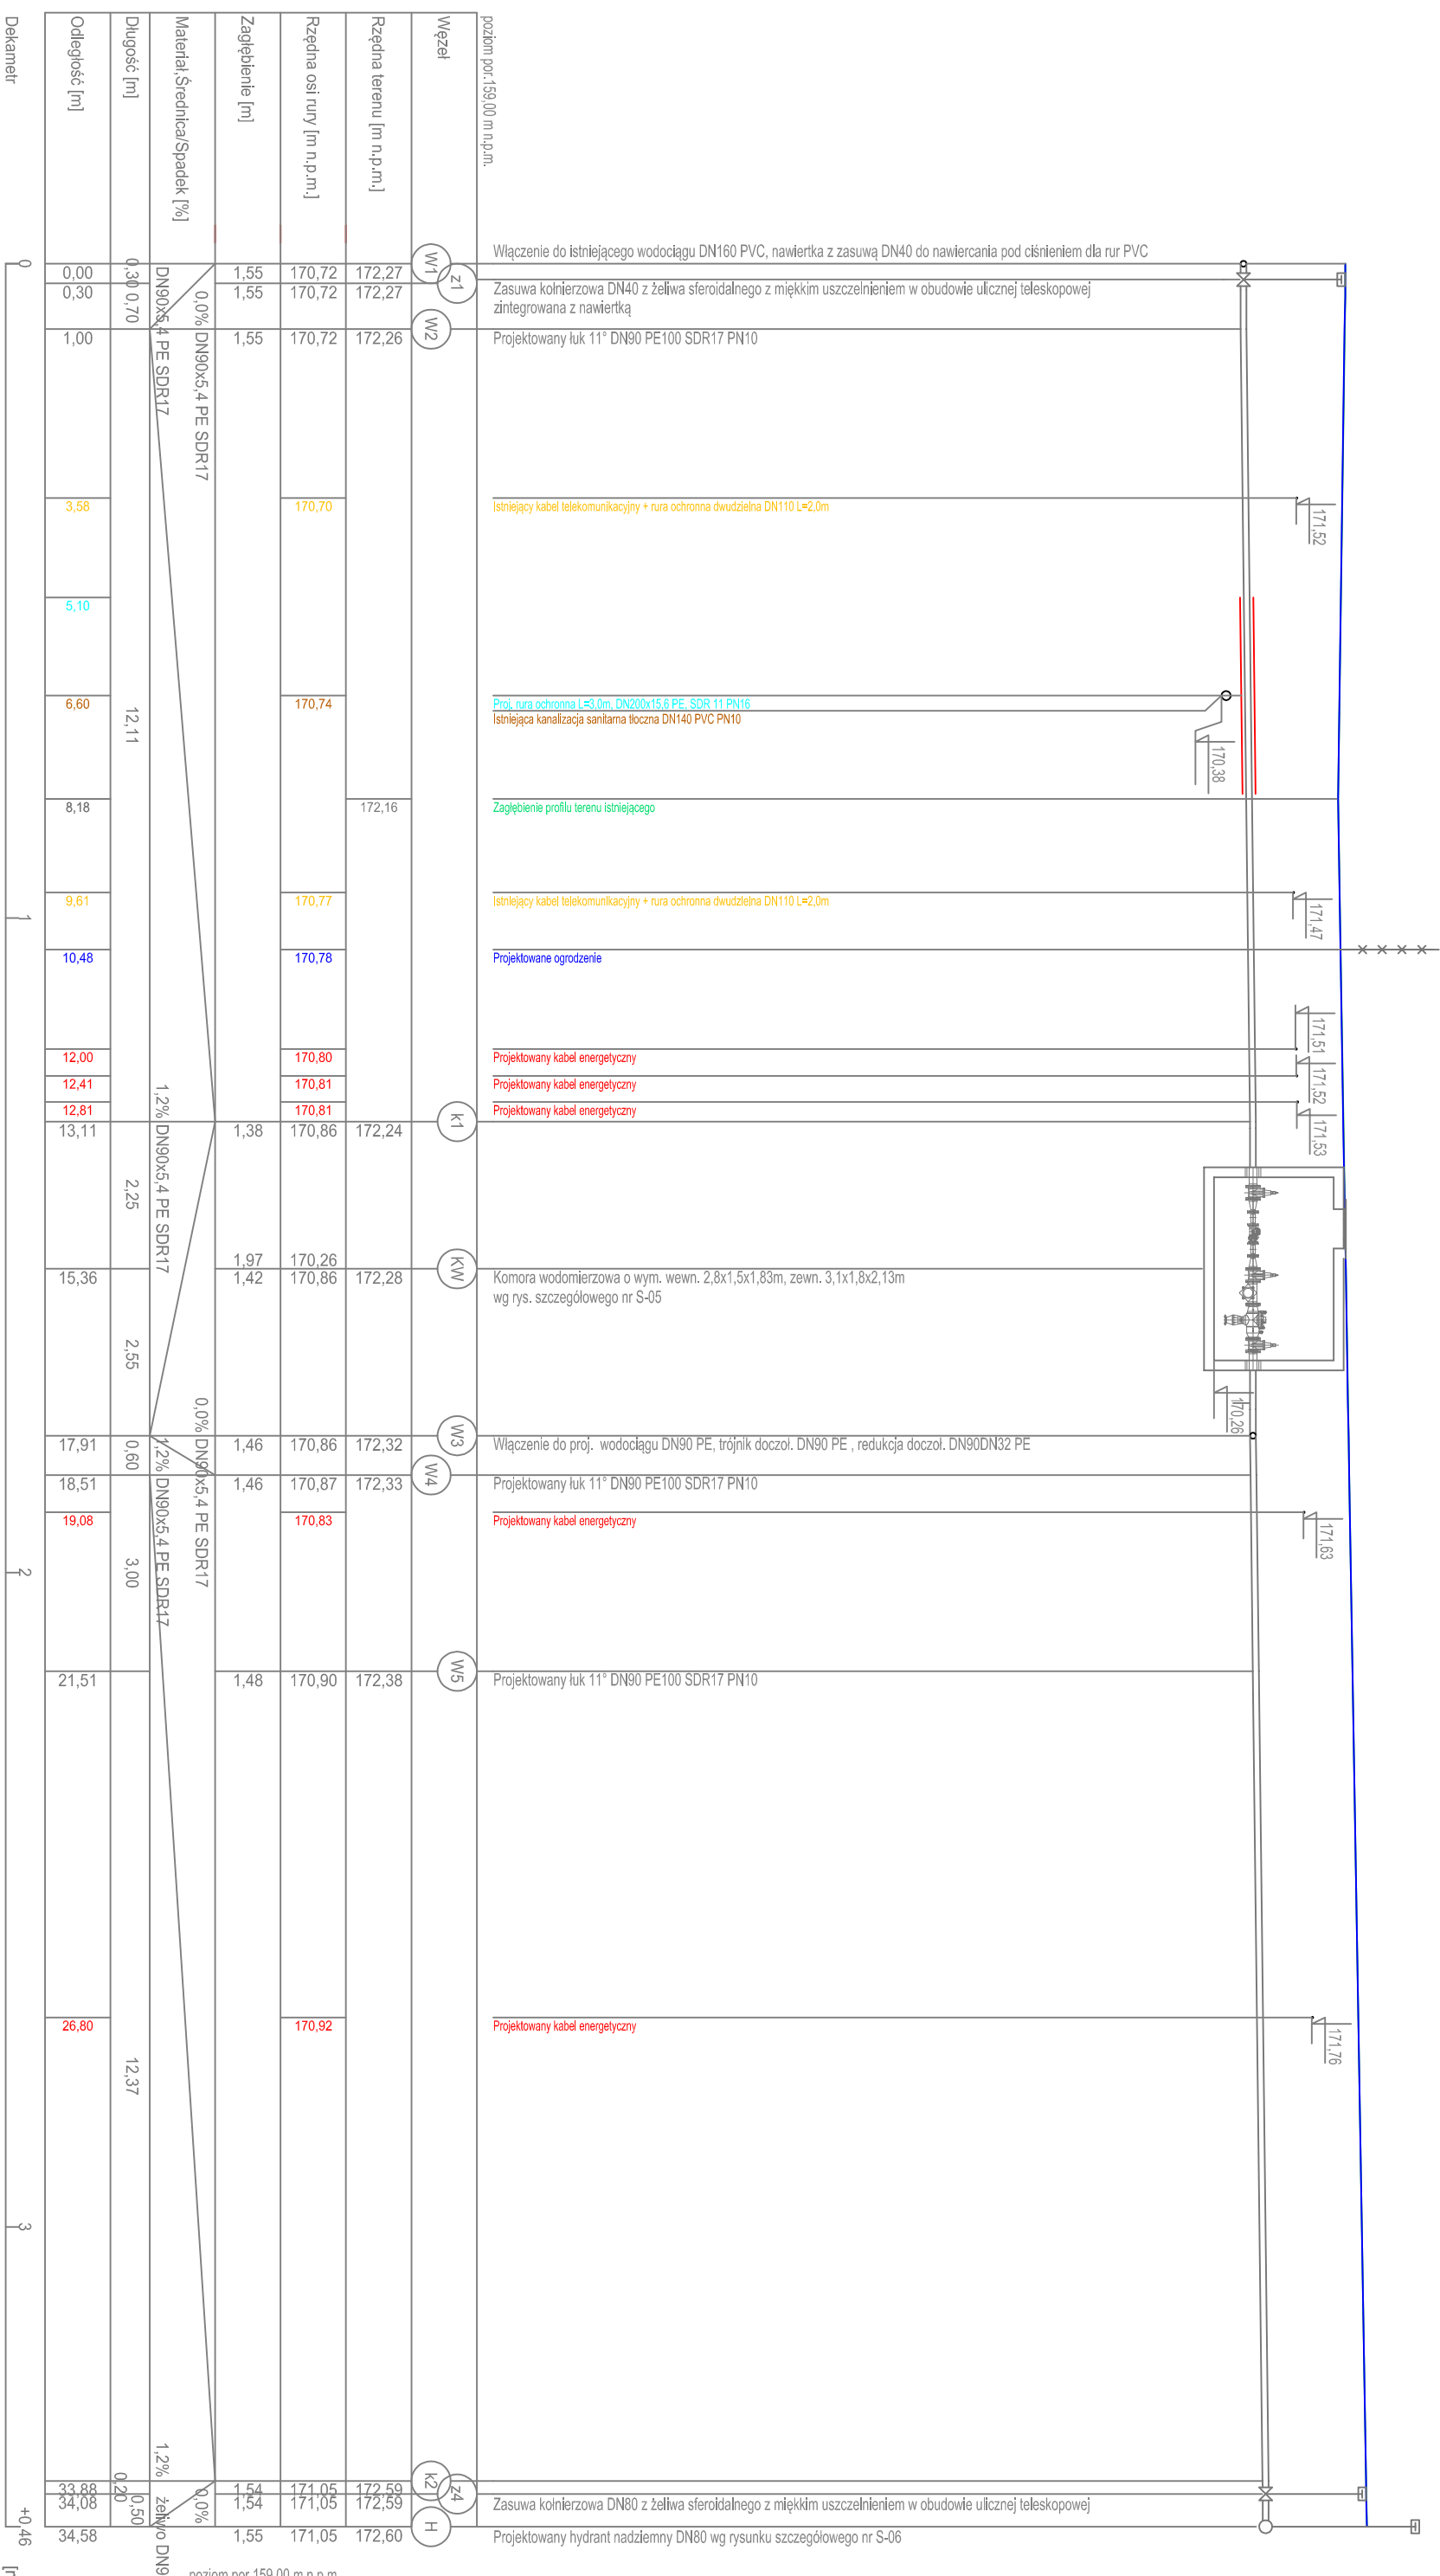 poziom por.159,00 m n.p.m.
Węzeł
W1
z1
W2
k1
KW
W3
W4
W5
k2
z4
H
Rzędna terenu [m n.p.m.]
172,27
172,27
172,26
172,16
172,24
172,28
172,32
172,33
172,38
172,59
172,59
172,60
Rzędna osi rury [m n.p.m.]
170,72
170,72
170,72
170,70
170,74
170,77
170,78
170,80
170,81
170,81
170,86
170,26
170,86
170,86
170,87
170,83
170,90
170,92
171,05
171,05
171,05
Zagłębienie [m]
1,55
1,55
1,55
1,38
1,97
1,42
1,46
1,46
1,48
1,54
1,54
1,55
Materiał,Średnica/Spadek [%]
0,0% DN90x5,4 PE SDR17
DN90x5,4 PE SDR17
1,2% DN90x5,4 PE SDR17
0,0% DN90x5,4 PE SDR17
1,2% DN90x5,4 PE SDR17
1,2%
0,0%
żeliwo DN9
Długość [m]
0,30
0,70
12,11
2,25
2,55
0,60
3,00
12,37
0,20
0,50
Odległość [m]
0,00
0,30
1,00
3,58
5,10
6,60
8,18
9,61
10,48
12,00
12,41
12,81
13,11
15,36
17,91
18,51
19,08
21,51
26,80
33,88
34,08
34,58
Dekametr
0
1
2
3
+0.46
Włączenie do istniejącego wodociągu DN160 PVC, nawiertka z zasuwą DN40 do nawiercania pod ciśnieniem dla rur PVC
Zasuwa kołnierzowa DN40 z żeliwa sferoidalnego z miękkim uszczelnieniem w obudowie ulicznej teleskopowej
zintegrowana z nawiertką
Projektowany łuk 11° DN90 PE100 SDR17 PN10
Istniejący kabel telekomunikacyjny + rura ochronna dwudzielna DN110 L=2,0m
171,52
Proj. rura ochronna L=3,0m, DN200x15,6 PE, SDR 11 PN16
Istniejąca kanalizacja sanitarna tłoczna DN140 PVC PN10
170,38
Zagłębienie profilu terenu istniejącego
Istniejący kabel telekomunikacyjny + rura ochronna dwudzielna DN110 L=2,0m
171,47
Projektowane ogrodzenie
Projektowany kabel energetyczny
171,51
Projektowany kabel energetyczny
171,52
Projektowany kabel energetyczny
171,53
Komora wodomierzowa o wym. wewn. 2,8x1,5x1,83m, zewn. 3,1x1,8x2,13m
wg rys. szczegółowego nr S-05
170,26
Włączenie do proj. wodociągu DN90 PE, trójnik doczoł. DN90 PE , redukcja doczoł. DN90DN32 PE
Projektowany łuk 11° DN90 PE100 SDR17 PN10
Projektowany kabel energetyczny
171,63
Projektowany łuk 11° DN90 PE100 SDR17 PN10
Projektowany kabel energetyczny
171,76
Zasuwa kołnierzowa DN80 z żeliwa sferoidalnego z miękkim uszczelnieniem w obudowie ulicznej teleskopowej
Projektowany hydrant nadziemny DN80 wg rysunku szczegółowego nr S-06
poziom por.159,00 m n.p.m.